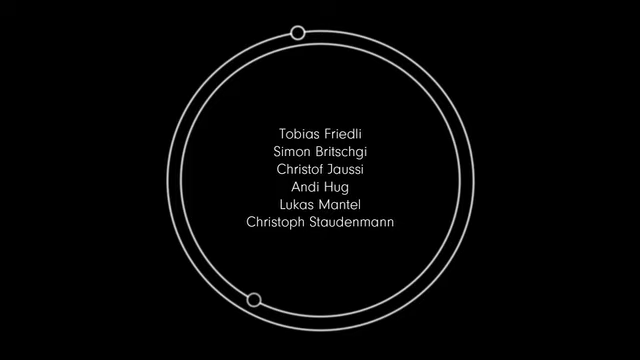 Tobias Friedli
Simon Britschgi
Christof Jaussi
Andi Hug
Lukas Mantel
Christoph Staudenmann